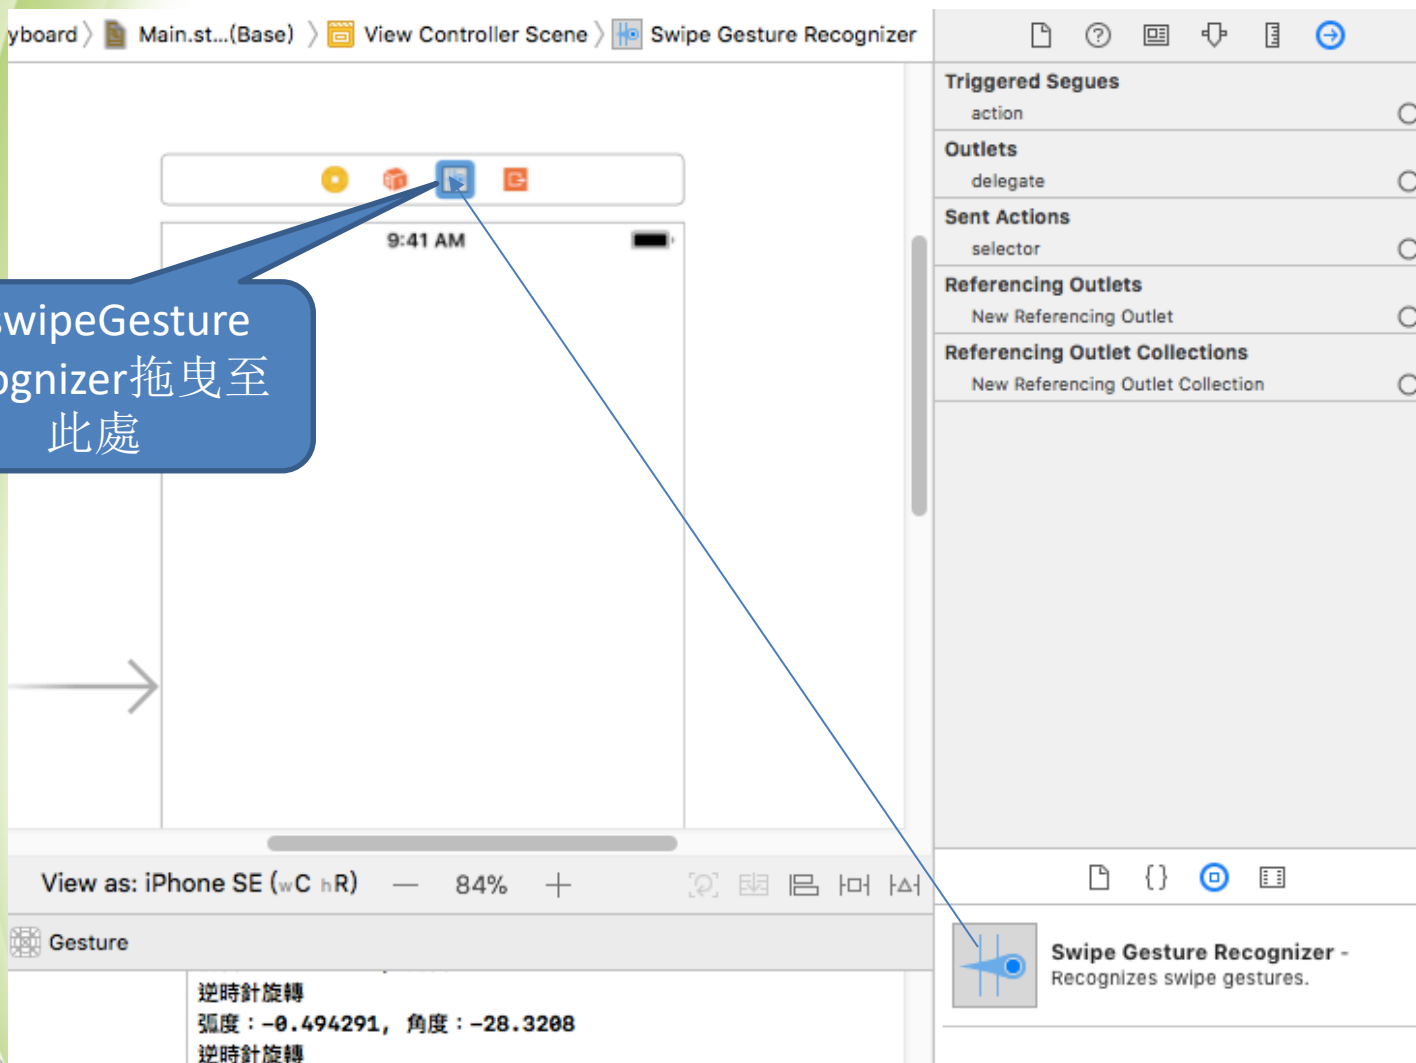 yboard 〉 Main.st...(Base) 〉 View Controller Scene 〉 Swipe Gesture Recognizer
9:41 AM
swipeGesture
ognizer拖曳至
此處
View as: iPhone SE (wC hR) — 84% +
Gesture
逆時針旋轉
弧度：-0.494291, 角度：-28.3208
逆時針旋轉
Triggered Segues
action
Outlets
delegate
Sent Actions
selector
Referencing Outlets
New Referencing Outlet
Referencing Outlet Collections
New Referencing Outlet Collection
{}
Swipe Gesture Recognizer -
Recognizes swipe gestures.